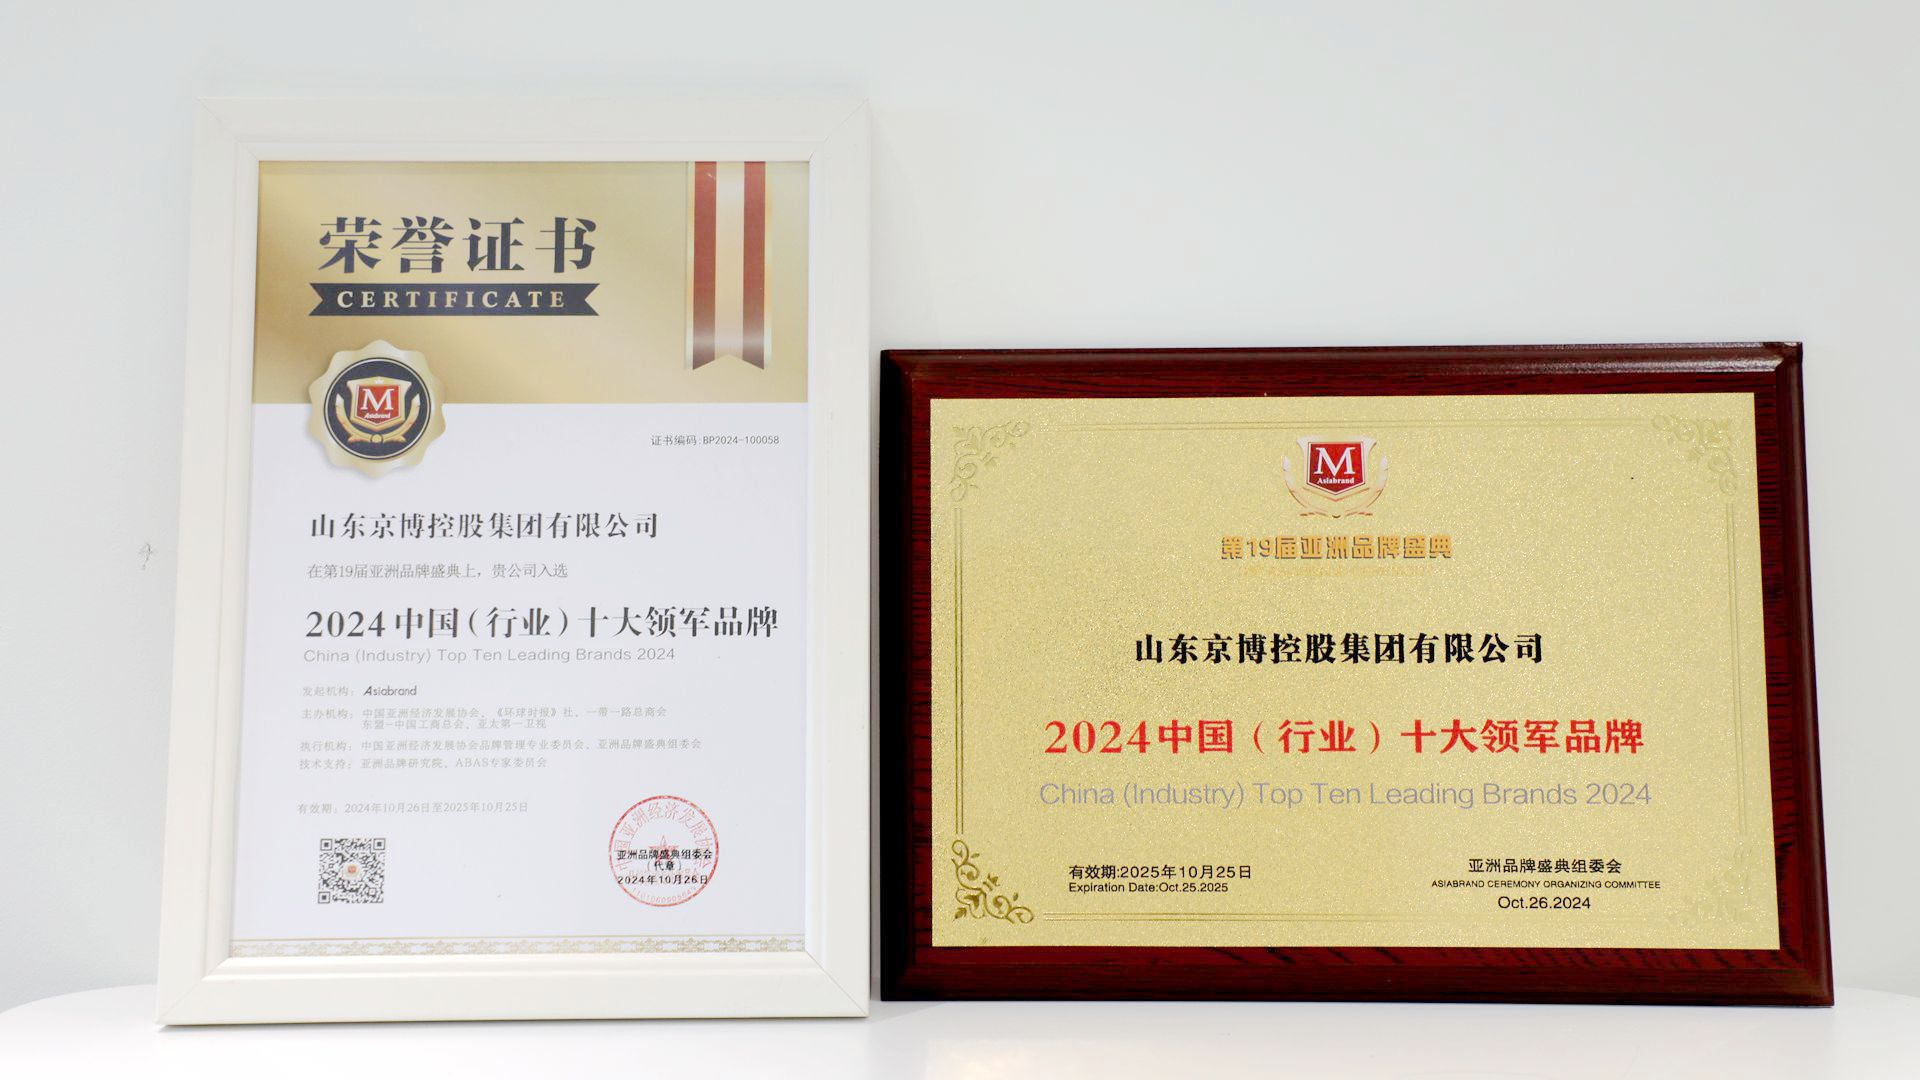 荣誉证书
CERTIFICATE
M
Asiabrand
证书编码:BP2024-100058
山东京博控股集团有限公司
在第19届亚洲品牌盛典上，贵公司入选
2024中国（行业）十大领军品牌
China (Industry) Top Ten Leading Brands 2024
发起机构：Asiabrand
主办机构：中国亚洲经济发展协会、《环球时报》社、一带一路总商会
东盟-中国工商总会、亚太第一卫视
执行机构：中国亚洲经济发展协会品牌管理专业委员会、亚洲品牌盛典组委会
技术支持：亚洲品牌研究院、ABAS专家委员会
有效期：2024年10月26日至2025年10月25日
中国亚洲经济发展协会
亚洲品牌盛典组委会
（代章）
2024年10月26日
M
Asiabrand
第19届亚洲品牌盛典
山东京博控股集团有限公司
2024中国（行业）十大领军品牌
China (Industry) Top Ten Leading Brands 2024
有效期:2025年10月25日
Expiration Date:Oct.25.2025
亚洲品牌盛典组委会
ASIABRAND CEREMONY ORGANIZING COMMITTEE
Oct.26.2024